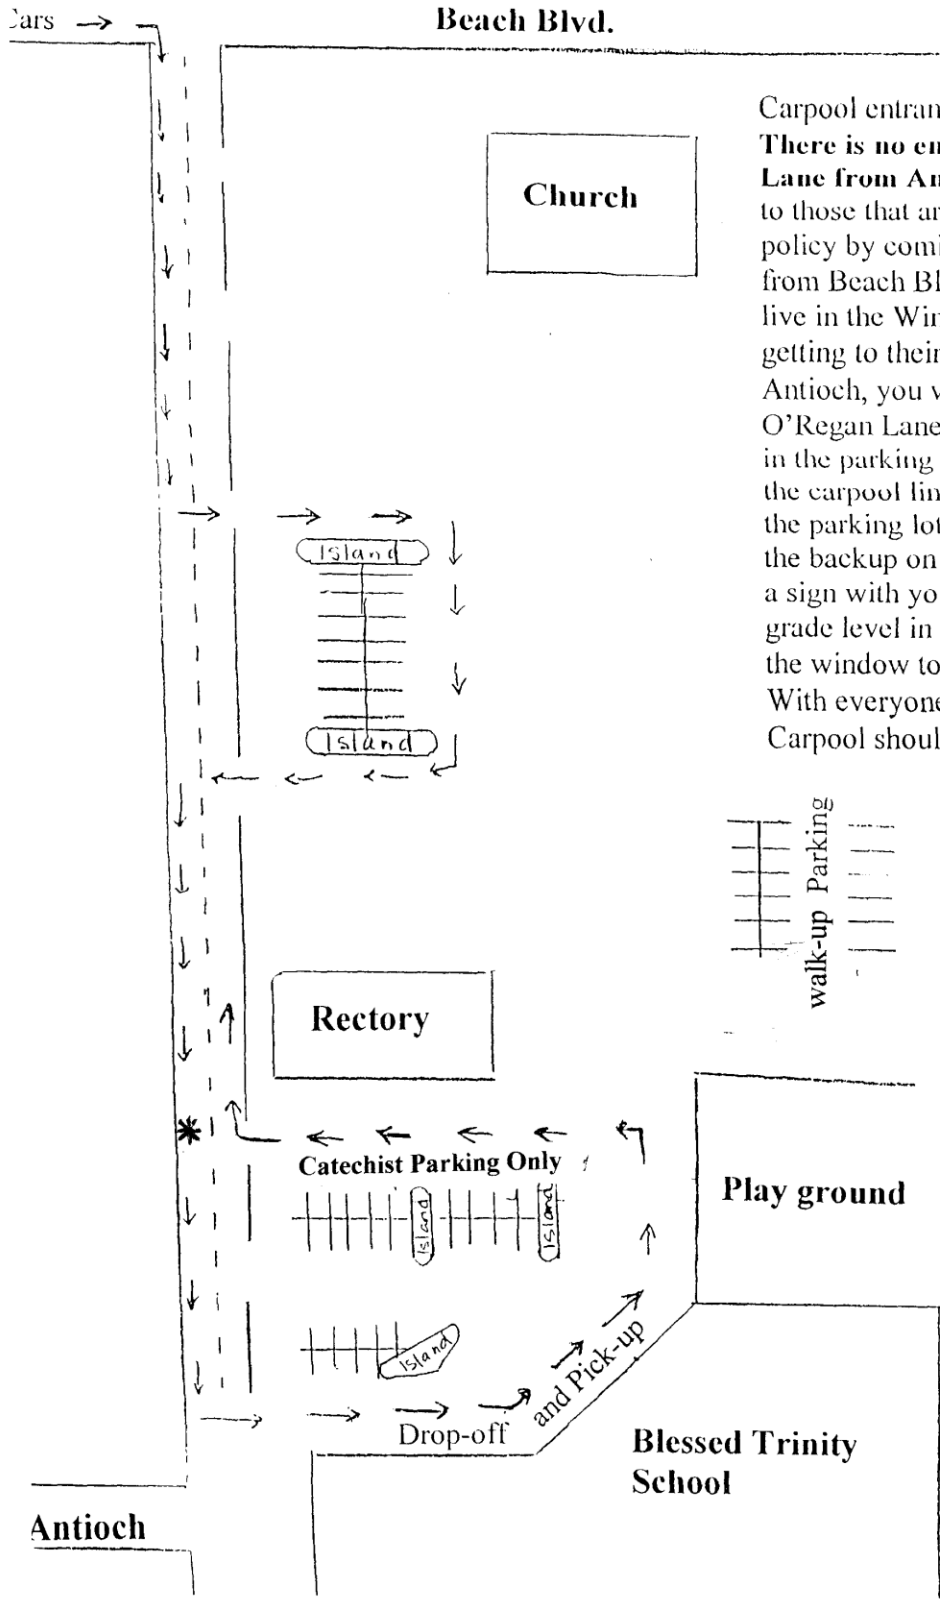 Cars
Beach Blvd.
Carpool entran
There is no en
Lane from An
to those that ar
policy by comi
from Beach Bl
live in the Win
getting to their
Antioch, you v
O'Regan Lane
in the parking
the carpool lin
the parking lot
the backup on
a sign with yo
grade level in
the window to
With everyone
Carpool shoul
Church
Island
Island
walk-up Parking
Rectory
Catechist Parking Only
Island
Island
Play ground
Island
Drop-off
and Pick-up
Blessed Trinity
School
Antioch